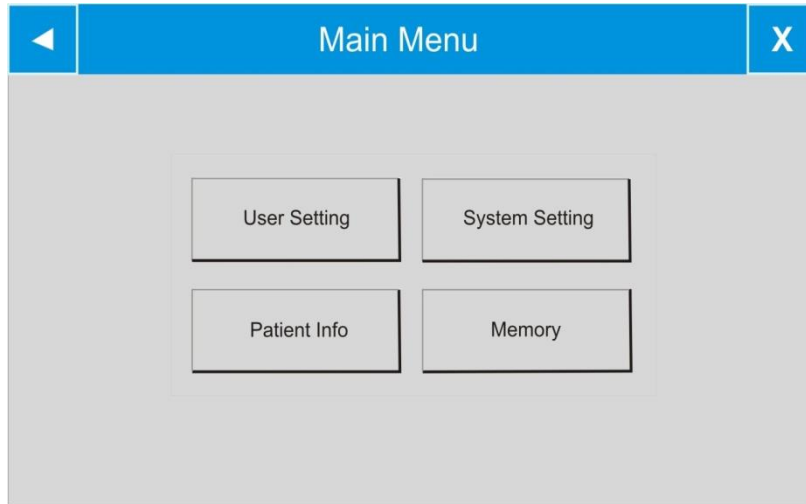 Main Menu
X
User Setting
System Setting
Patient Info
Memory